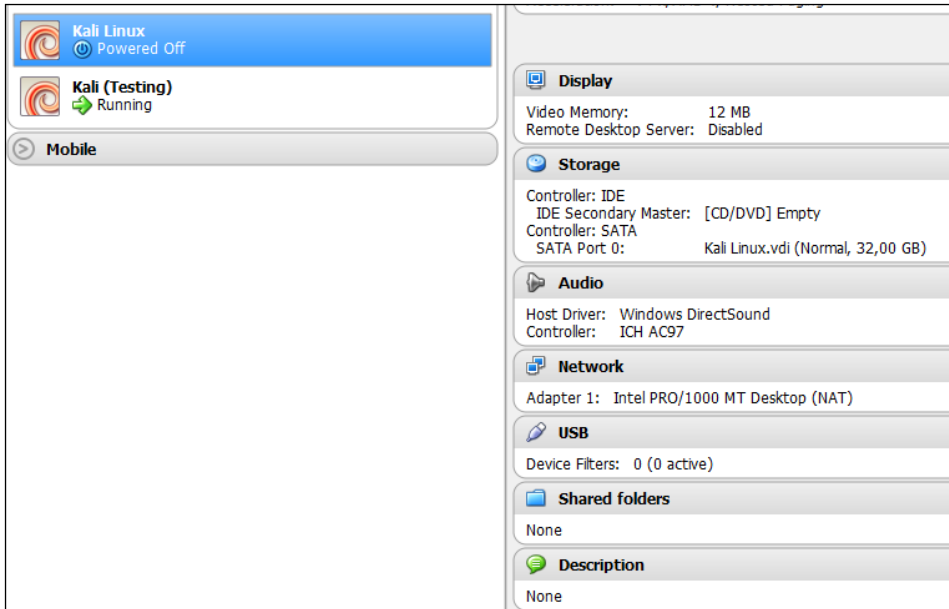 Kali Linux
Powered Off
Kali (Testing)
Running
Mobile
Display
Video Memory: 12 MB
Remote Desktop Server: Disabled
Storage
Controller: IDE
IDE Secondary Master: [CD/DVD] Empty
Controller: SATA
SATA Port 0: Kali Linux.vdi (Normal, 32,00 GB)
Audio
Host Driver: Windows DirectSound
Controller: ICH AC97
Network
Adapter 1: Intel PRO/1000 MT Desktop (NAT)
USB
Device Filters: 0 (0 active)
Shared folders
None
Description
None